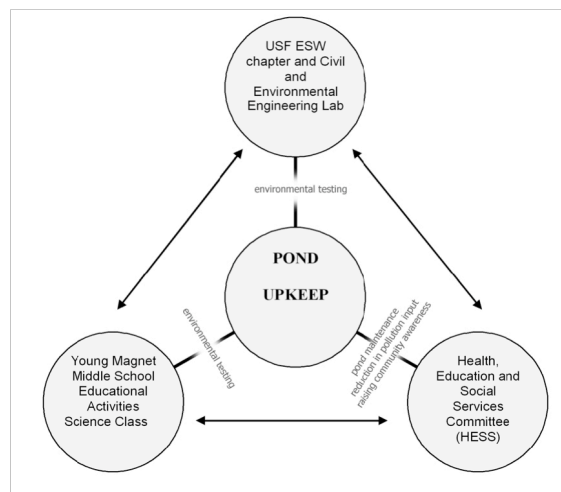 USF ESW
chapter and Civil
and
Environmental
Engineering Lab
environmental testing
POND
UPKEEP
environmental testing
pond maintenance
reduction in pollution input
raising community awareness
Young Magnet
Middle School
Educational
Activities
Science Class
Health,
Education and
Social
Services
Committee
(HESS)